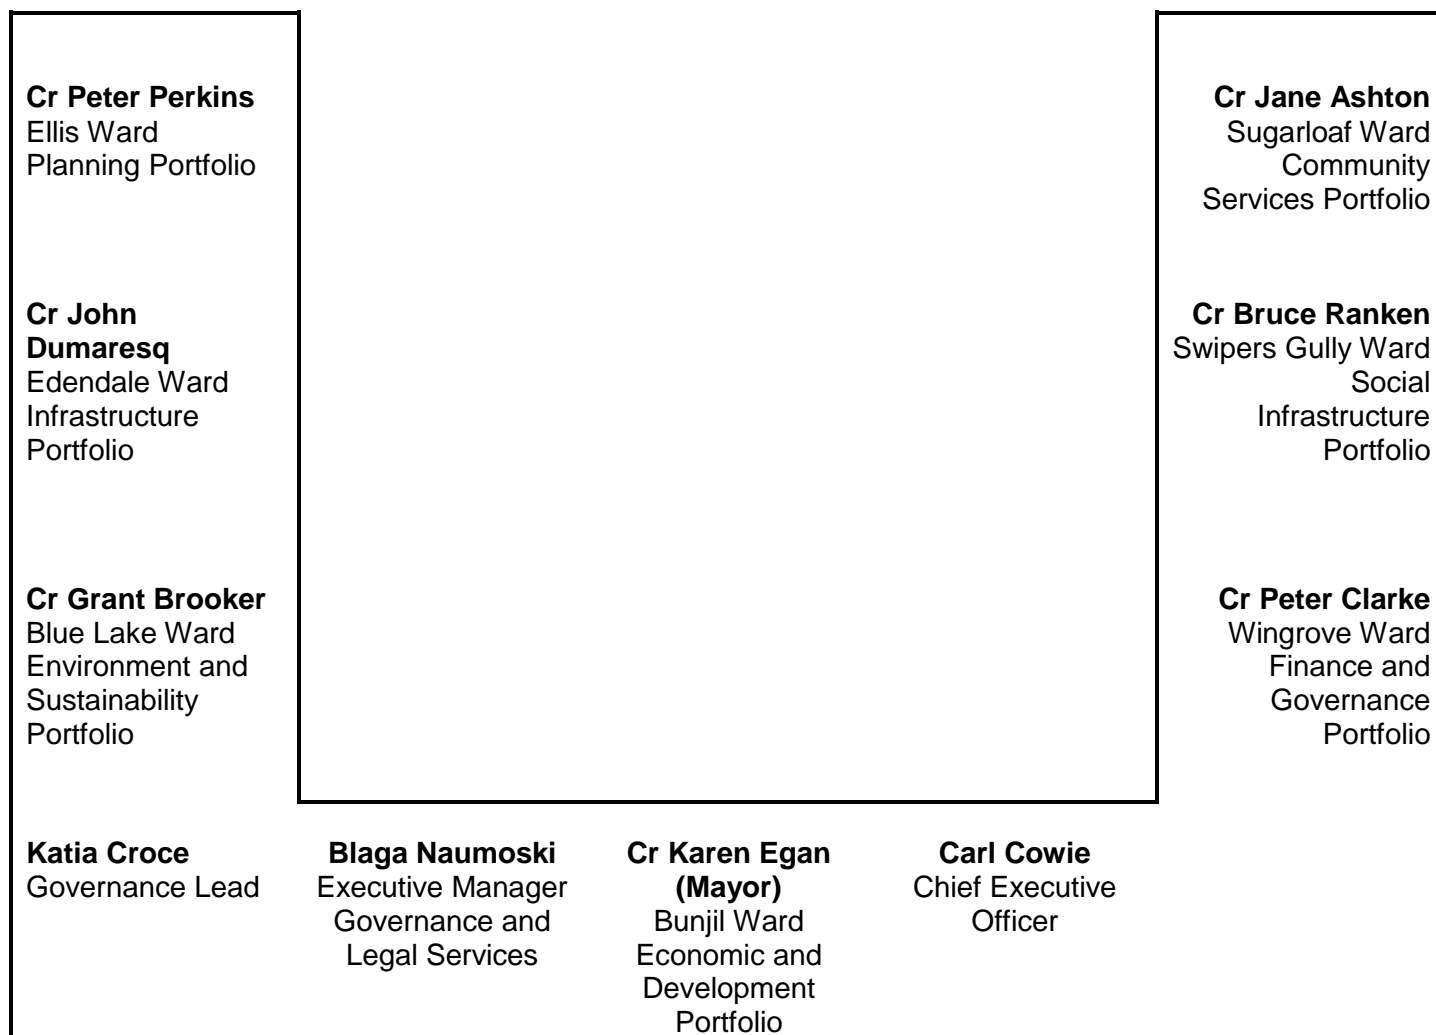 Cr Peter Perkins
Ellis Ward
Planning Portfolio
Cr John
Dumaresq
Edendale Ward
Infrastructure
Portfolio
Cr Grant Brooker
Blue Lake Ward
Environment and
Sustainability
Portfolio
Cr Jane Ashton
Sugarloaf Ward
Community
Services Portfolio
Cr Bruce Ranken
Swipers Gully Ward
Social
Infrastructure
Portfolio
Cr Peter Clarke
Wingrove Ward
Finance and
Governance
Portfolio
Katia Croce
Governance Lead
Blaga Naumoski
Executive Manager
Governance and
Legal Services
Cr Karen Egan
(Mayor)
Bunjil Ward
Economic and
Development
Portfolio
Carl Cowie
Chief Executive
Officer